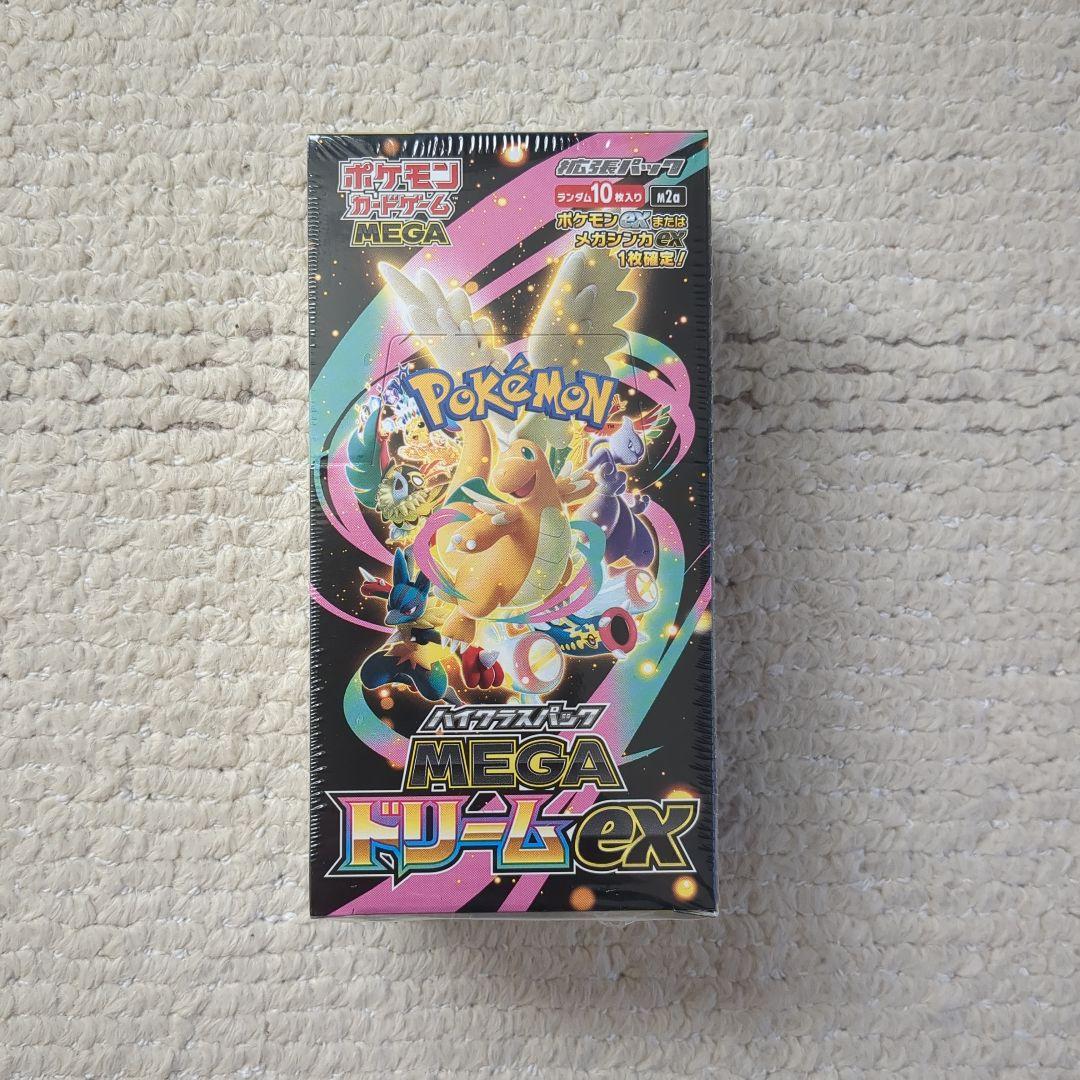 ポケモン
カードゲーム™
MEGA
拡張パック
ランダム10枚入り M2a
ポケモンexまたは
メガシンカex
1枚確定!
POKéMON™
ハイクラスパック
MEGA
ドリームex